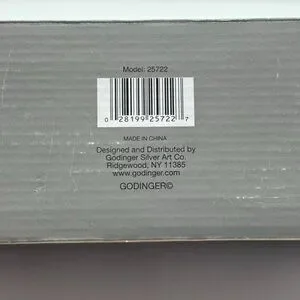 Model: 25722
0 28199 25722 7
MADE IN CHINA
Designed and Distributed by
Godinger Silver Art Co.
Ridgewood, NY 11385
www.godinger.com
GODINGER©